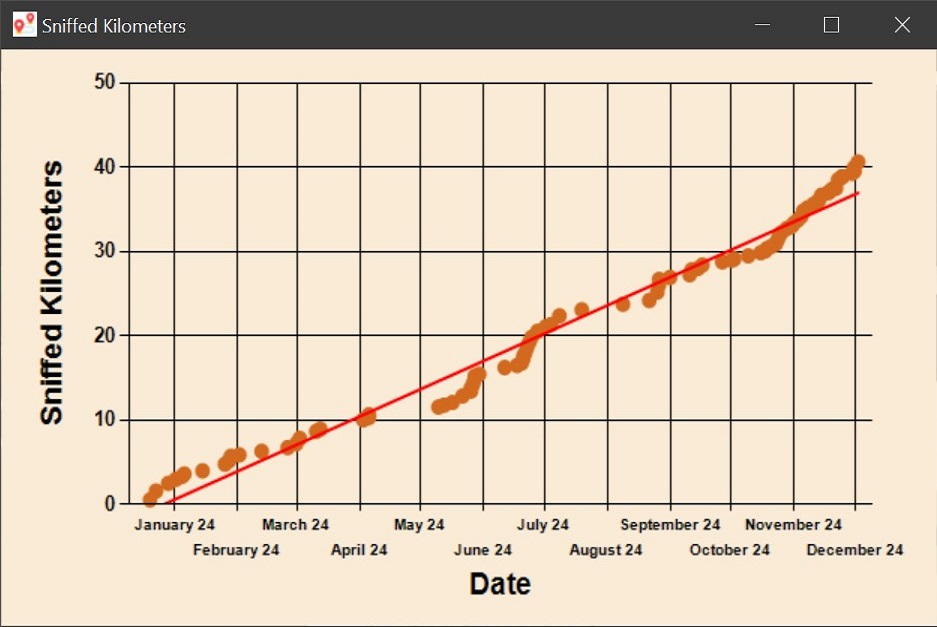 Sniffed Kilometers
50
40
30
20
10
0
Sniffed Kilometers
January 24 March 24 May 24 July 24 September 24 November 24
February 24 April 24 June 24 August 24 October 24 December 24
Date